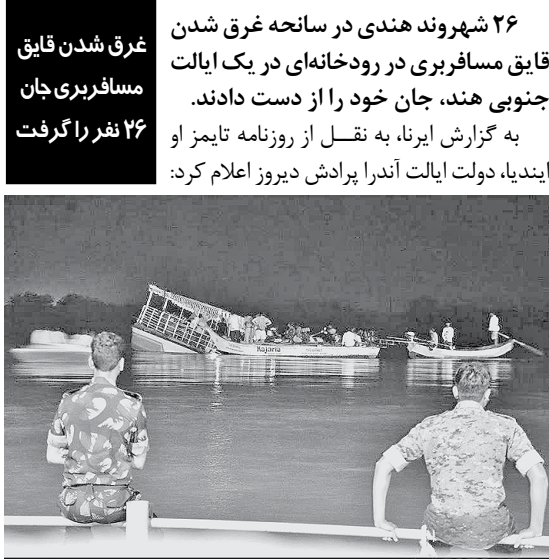 غرق شدن قایق
مسافربری جان
۲۶ نفر را گرفت
۲۶ شهروند هندی در سانحه غرق شدن
قایق مسافربری در رودخانه‌ای در یک ایالت
جنوبی هند، جان خود را از دست دادند.
به گزارش ایرنا، به نقـــل از روزنامه تایمز او
ایندیا، دولت ایالت آندرا پرادش دیروز اعلام کرد:
Rajaria